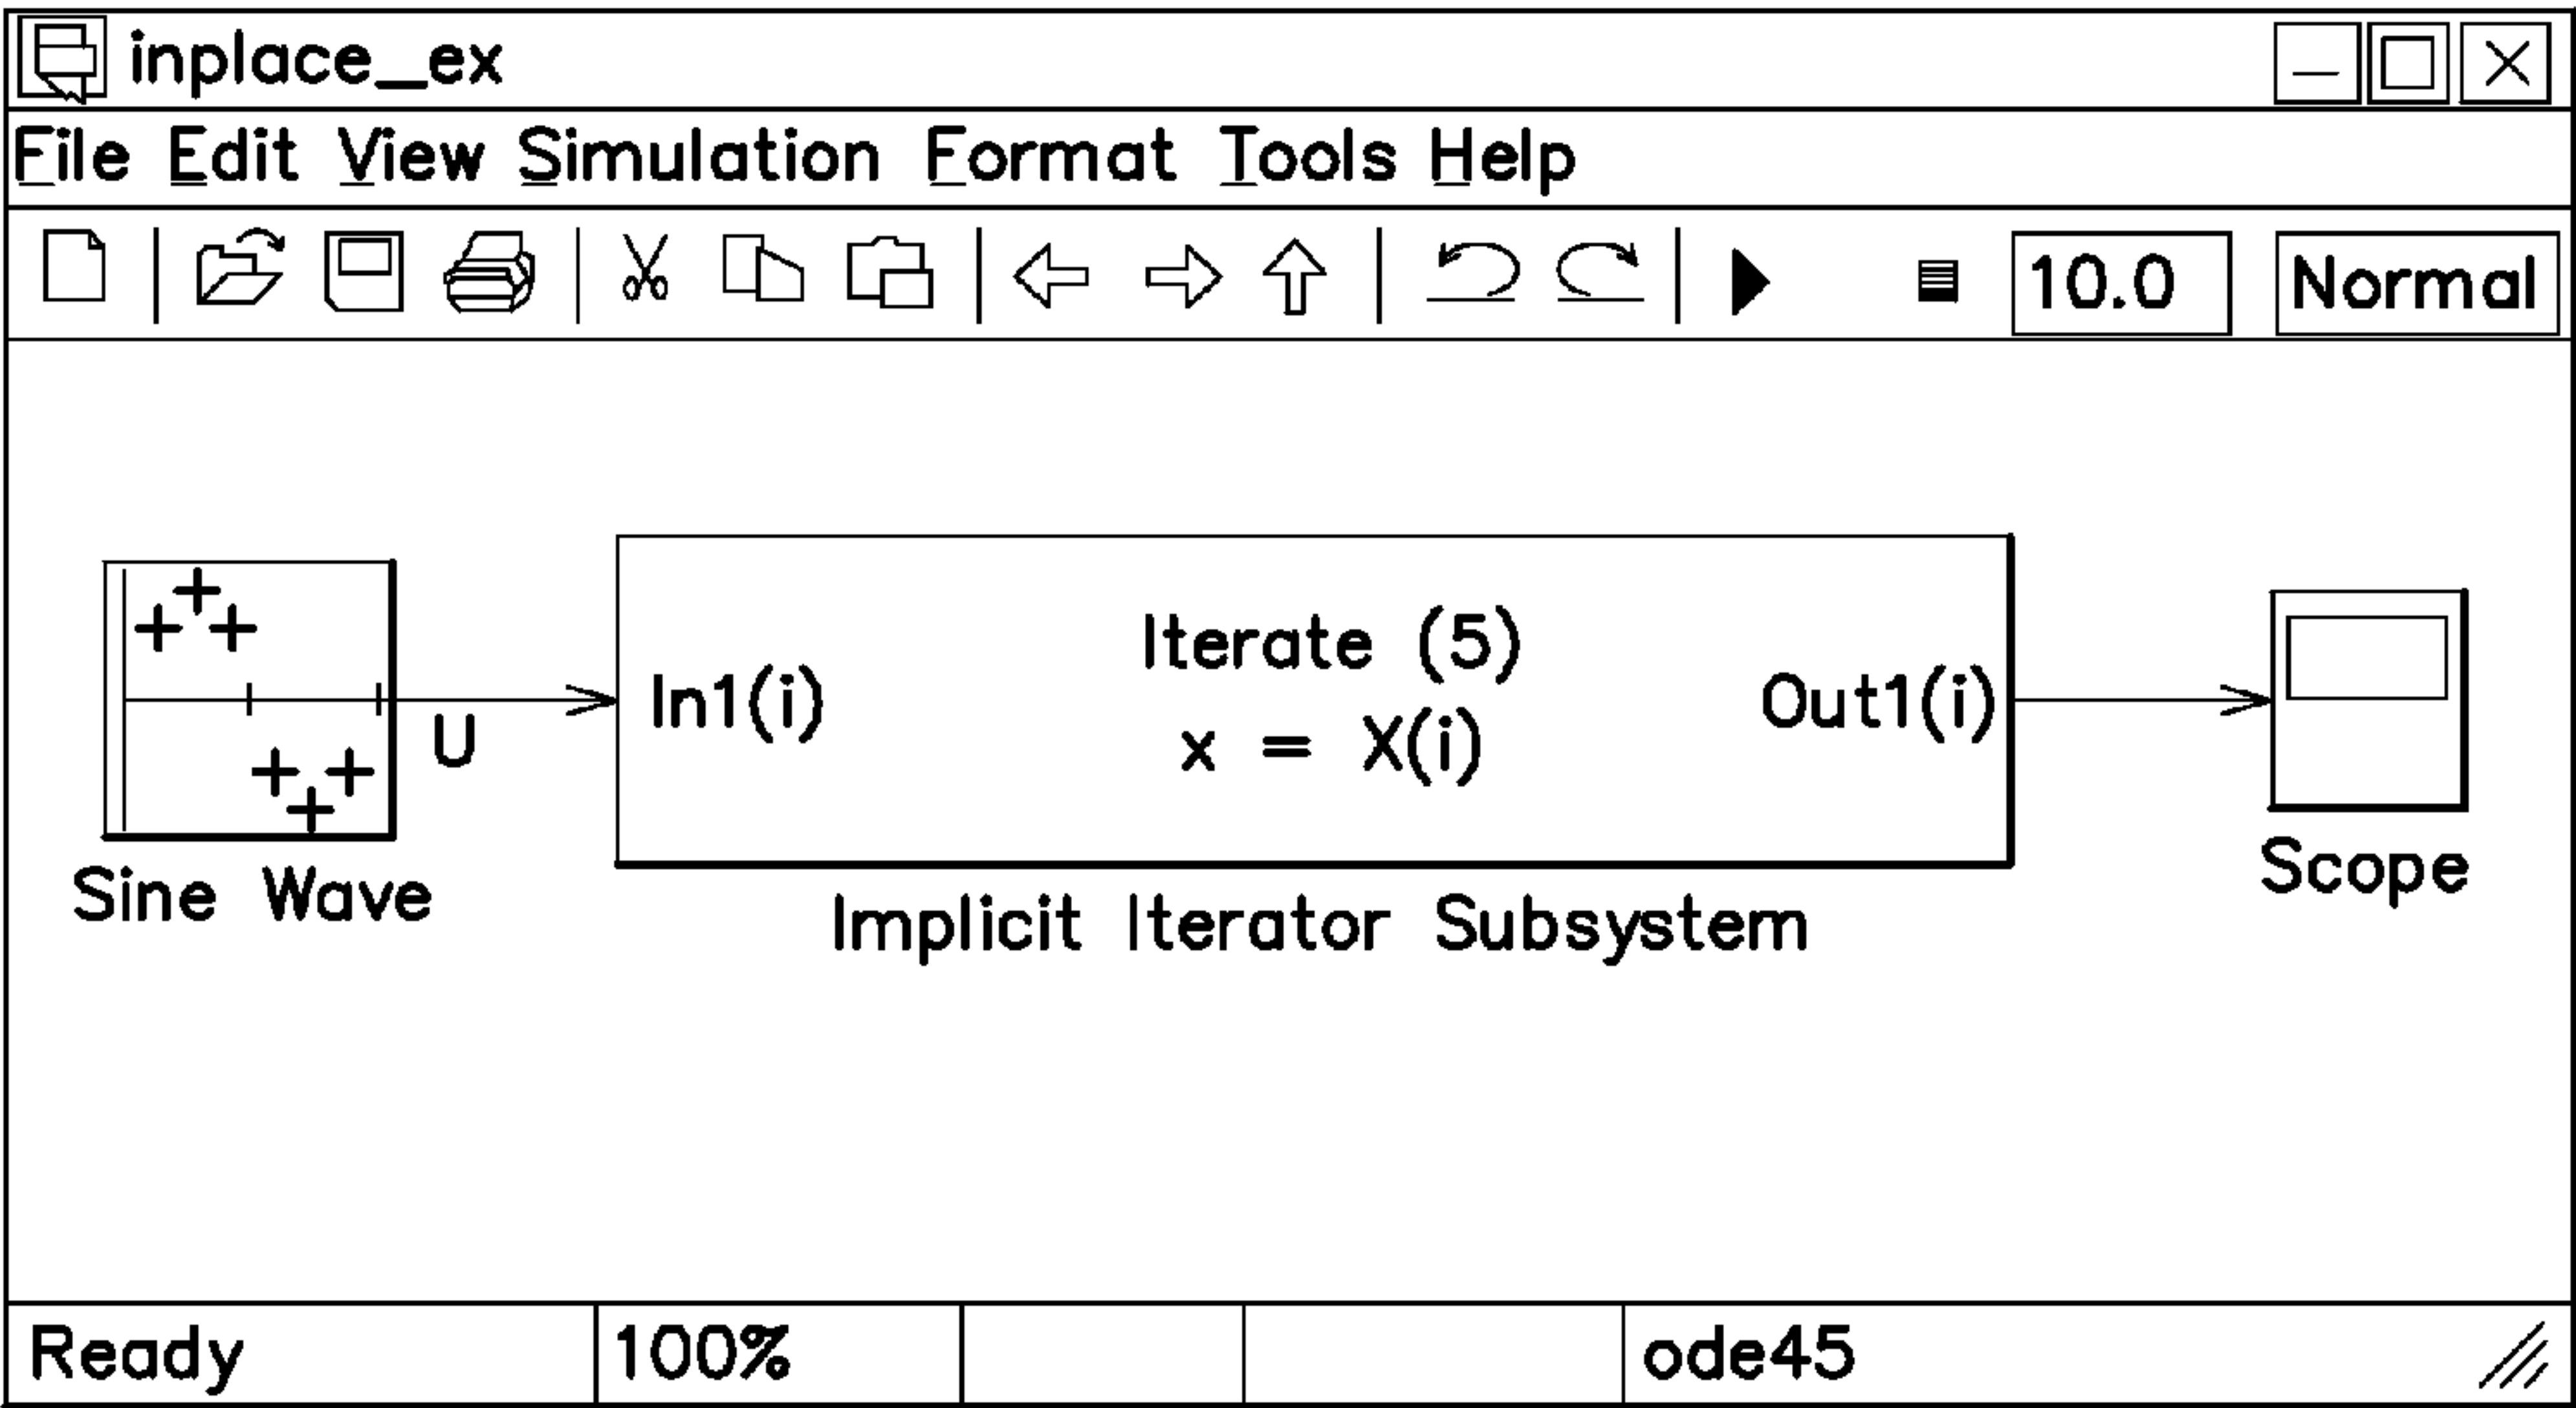 inplace_ex
File Edit View Simulation Format Tools Help
10.0 Normal
Iterate (5)
In1(i) Out1(i)
x = X(i)
U
Sine Wave
Scope
Implicit Iterator Subsystem
Ready 100% ode45